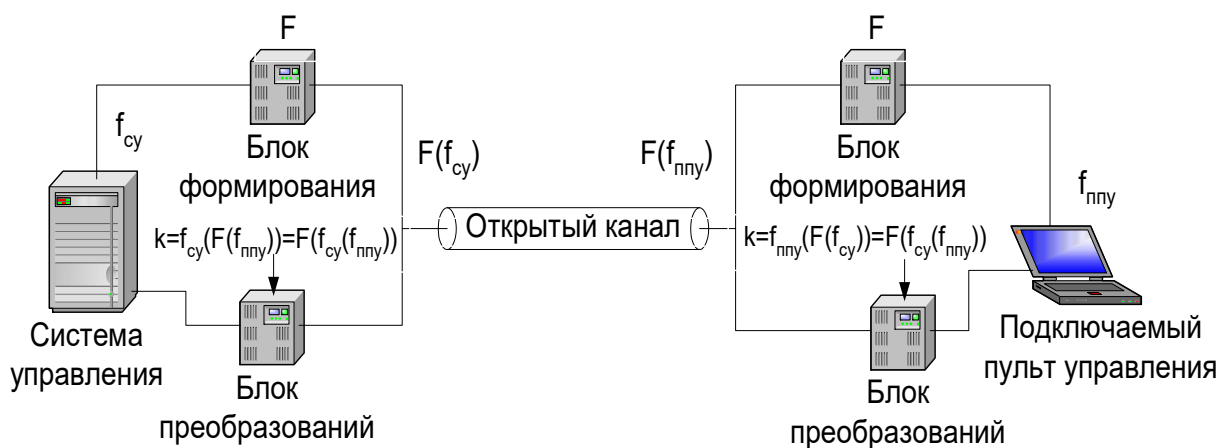 F
Блок
формирования
f_су
F(f_су)
k=f_су(F(f_ппу))=F(f_су(f_ппу))
Система
управления
Блок
преобразований
Открытый канал
F
Блок
формирования
F(f_ппу)
f_ппу
k=f_ппу(F(f_су))=F(f_су(f_ппу))
Подключаемый
пульт управления
Блок
преобразований